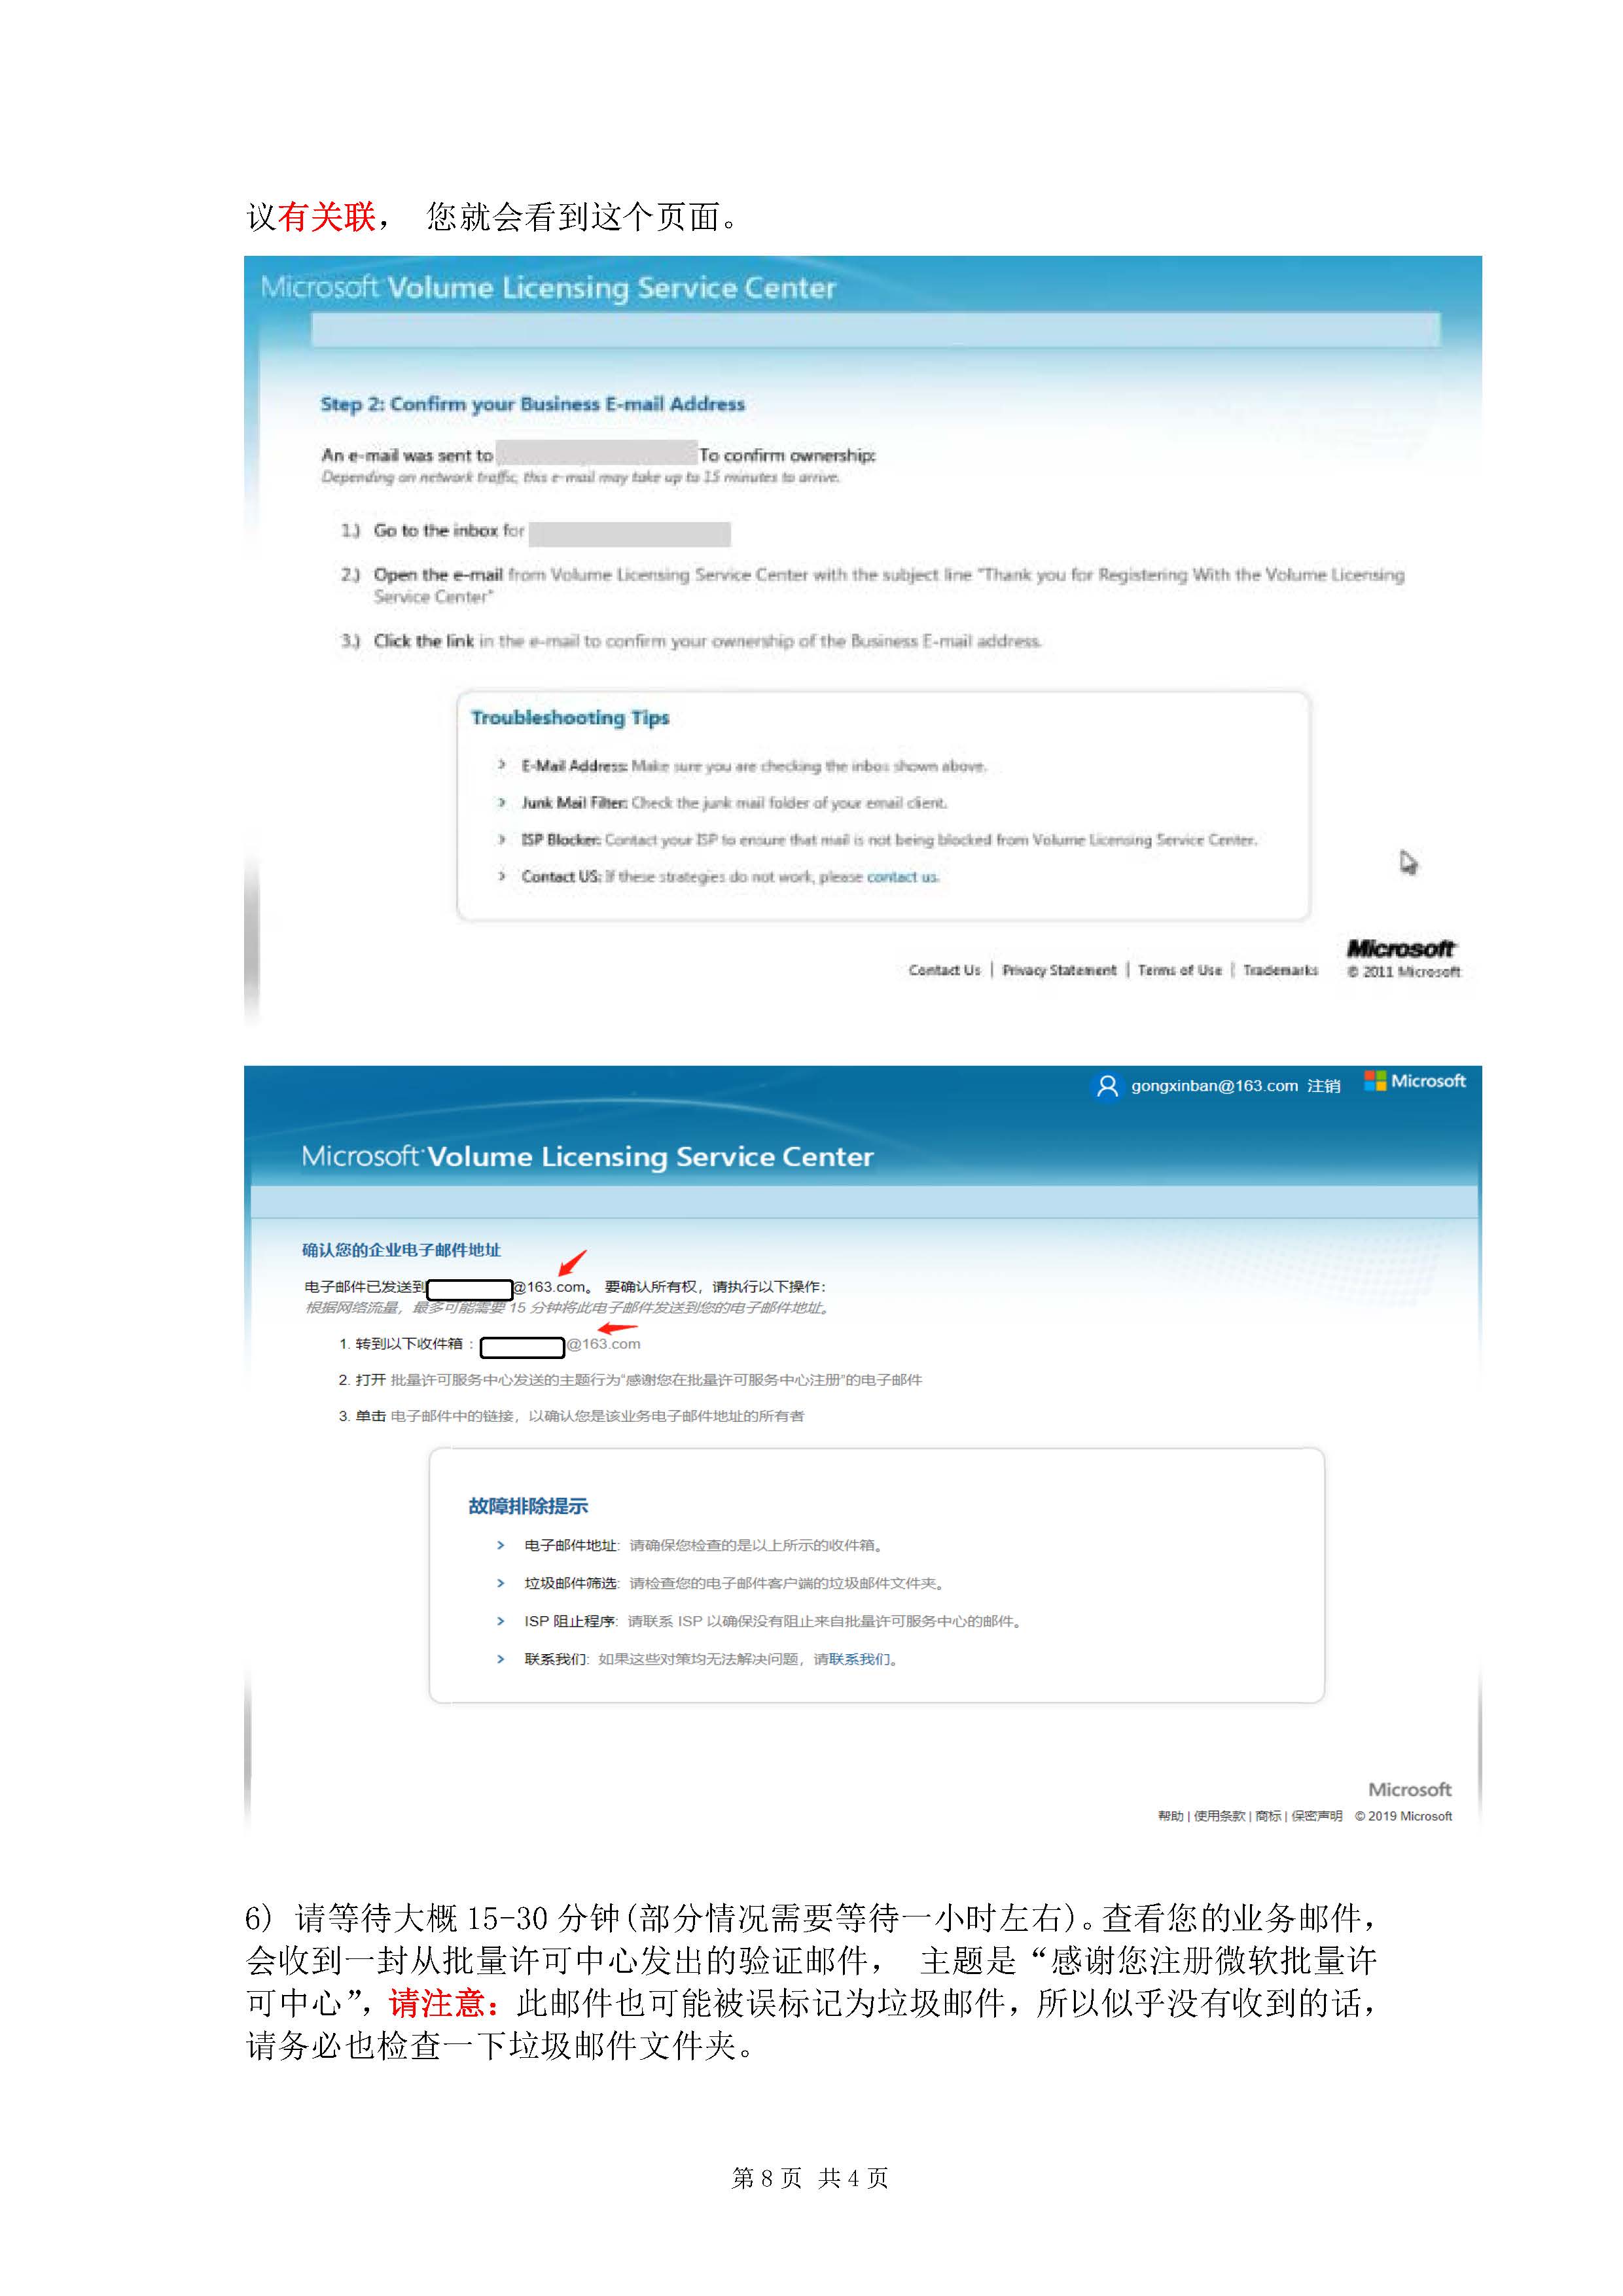 议有关联， 您就会看到这个页面。
Microsoft Volume Licensing Service Center
Step 2: Confirm your Business E-mail Address
An e-mail was sent to To confirm ownership:
Depending on network traffic, this e-mail may take up to 15 minutes to arrive.
1.) Go to the inbox for
2.) Open the e-mail from Volume Licensing Service Center with the subject line "Thank you for Registering With the Volume Licensing
Service Center"
3.) Click the link in the e-mail to confirm your ownership of the Business E-mail address.
Troubleshooting Tips
> E-Mail Address: Make sure you are checking the inbox shown above.
> Junk Mail Filter: Check the junk mail folder of your email client.
> ISP Blocker: Contact your ISP to ensure that mail is not being blocked from Volume Licensing Service Center.
> Contact US: If these strategies do not work, please contact us.
Microsoft
Contact Us | Privacy Statement | Terms of Use | Trademarks © 2011 Microsoft
gongxinban@163.com 注销 Microsoft
Microsoft Volume Licensing Service Center
确认您的企业电子邮件地址
电子邮件已发送到 @163.com。 要确认所有权，请执行以下操作：
根据网络流量，最多可能需要 15 分钟将此电子邮件发送到您的电子邮件地址。
1. 转到以下收件箱： @163.com
2. 打开 批量许可服务中心发送的主题行为“感谢您在批量许可服务中心注册”的电子邮件
3. 单击 电子邮件中的链接，以确认您是该业务电子邮件地址的所有者
故障排除提示
> 电子邮件地址: 请确保您检查的是以上所示的收件箱。
> 垃圾邮件筛选: 请检查您的电子邮件客户端的垃圾邮件文件夹。
> ISP 阻止程序: 请联系 ISP 以确保没有阻止来自批量许可服务中心的邮件。
> 联系我们: 如果这些对策均无法解决问题，请联系我们。
Microsoft
帮助 | 使用条款 | 商标 | 保密声明 © 2019 Microsoft
6) 请等待大概 15-30 分钟(部分情况需要等待一小时左右)。查看您的业务邮件，
会收到一封从批量许可中心发出的验证邮件， 主题是“感谢您注册微软批量许
可中心”，请注意：此邮件也可能被误标记为垃圾邮件，所以似乎没有收到的话，
请务必也检查一下垃圾邮件文件夹。
第 8 页 共 4 页